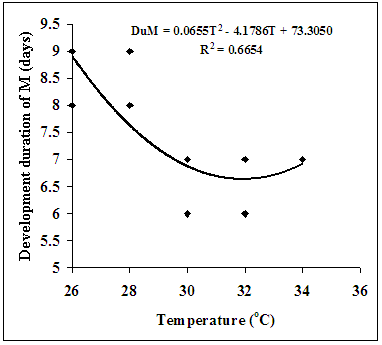 DuM = 0.0655T² - 4.1786T + 73.3050
R² = 0.6654
Development duration of M (days)
9.5
9
8.5
8
7.5
7
6.5
6
5.5
5
26 28 30 32 34 36
Temperature (°C)